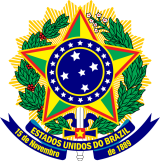 ESTADOS UNIDOS DO BRAZIL
15 de Novembro
de 1889